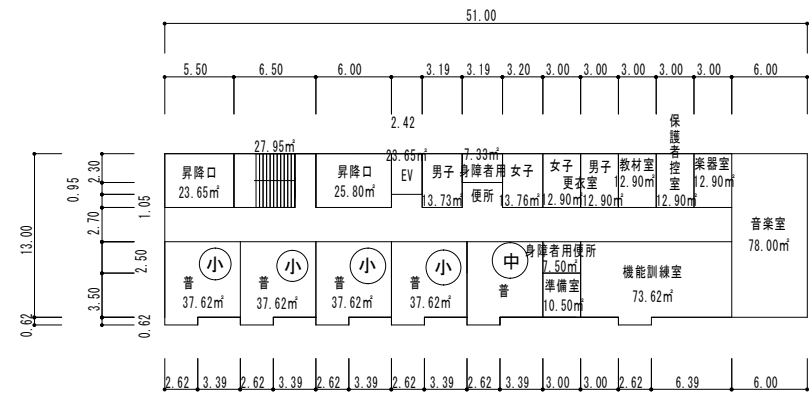 51.00
5.50 6.50 6.00 3.19 3.19 3.20 3.00 3.00 3.00 3.00 3.00 6.00
2.42
27.95㎡
昇降口
23.65㎡
昇降口
25.80㎡
23.65㎡
EV
男子
13.73㎡
7.33㎡
身障者用
便所
女子
13.76㎡
女子
男子
更衣室
12.90㎡
12.90㎡
教材室
12.90㎡
保護者控室
12.90㎡
楽器室
12.90㎡
音楽室
78.00㎡
13.00
0.62
0.95
2.30
2.70
3.50
1.05
2.50
0.62
小
普
37.62㎡
小
普
37.62㎡
小
普
37.62㎡
小
普
37.62㎡
中
普
身障者用便所
7.50㎡
準備室
10.50㎡
機能訓練室
73.62㎡
2.62 3.39 2.62 3.39 2.62 3.39 2.62 3.39 2.62 3.39 3.00 3.00 2.62 6.39 6.00